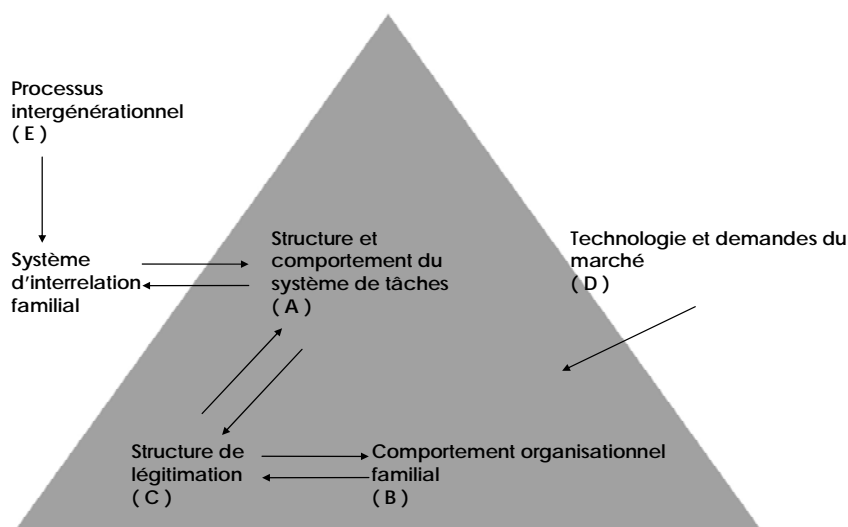 Processus
intergénérationnel
( E )
Structure et
comportement du
système de tâches
( A )
Technologie et demandes du
marché
( D )
Système
d'interrelation
familial
Structure de
légitimation
( C )
Comportement organisationnel
familial
( B )